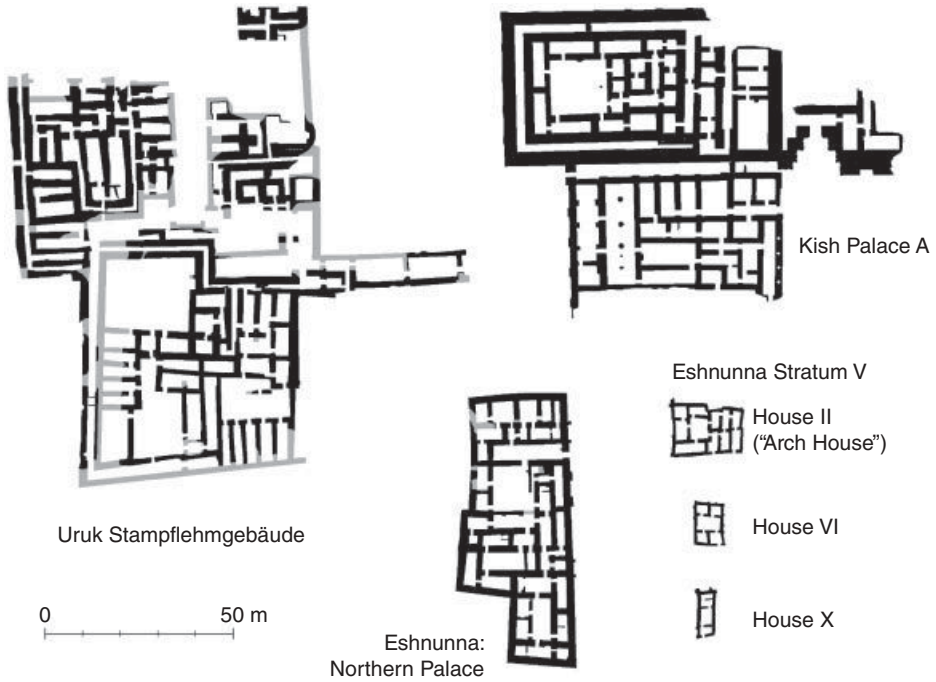 Kish Palace A
Eshnunna Stratum V
House II
(“Arch House”)
House VI
House X
Uruk Stampflehmgebäude
0 50 m
Eshnunna:
Northern Palace